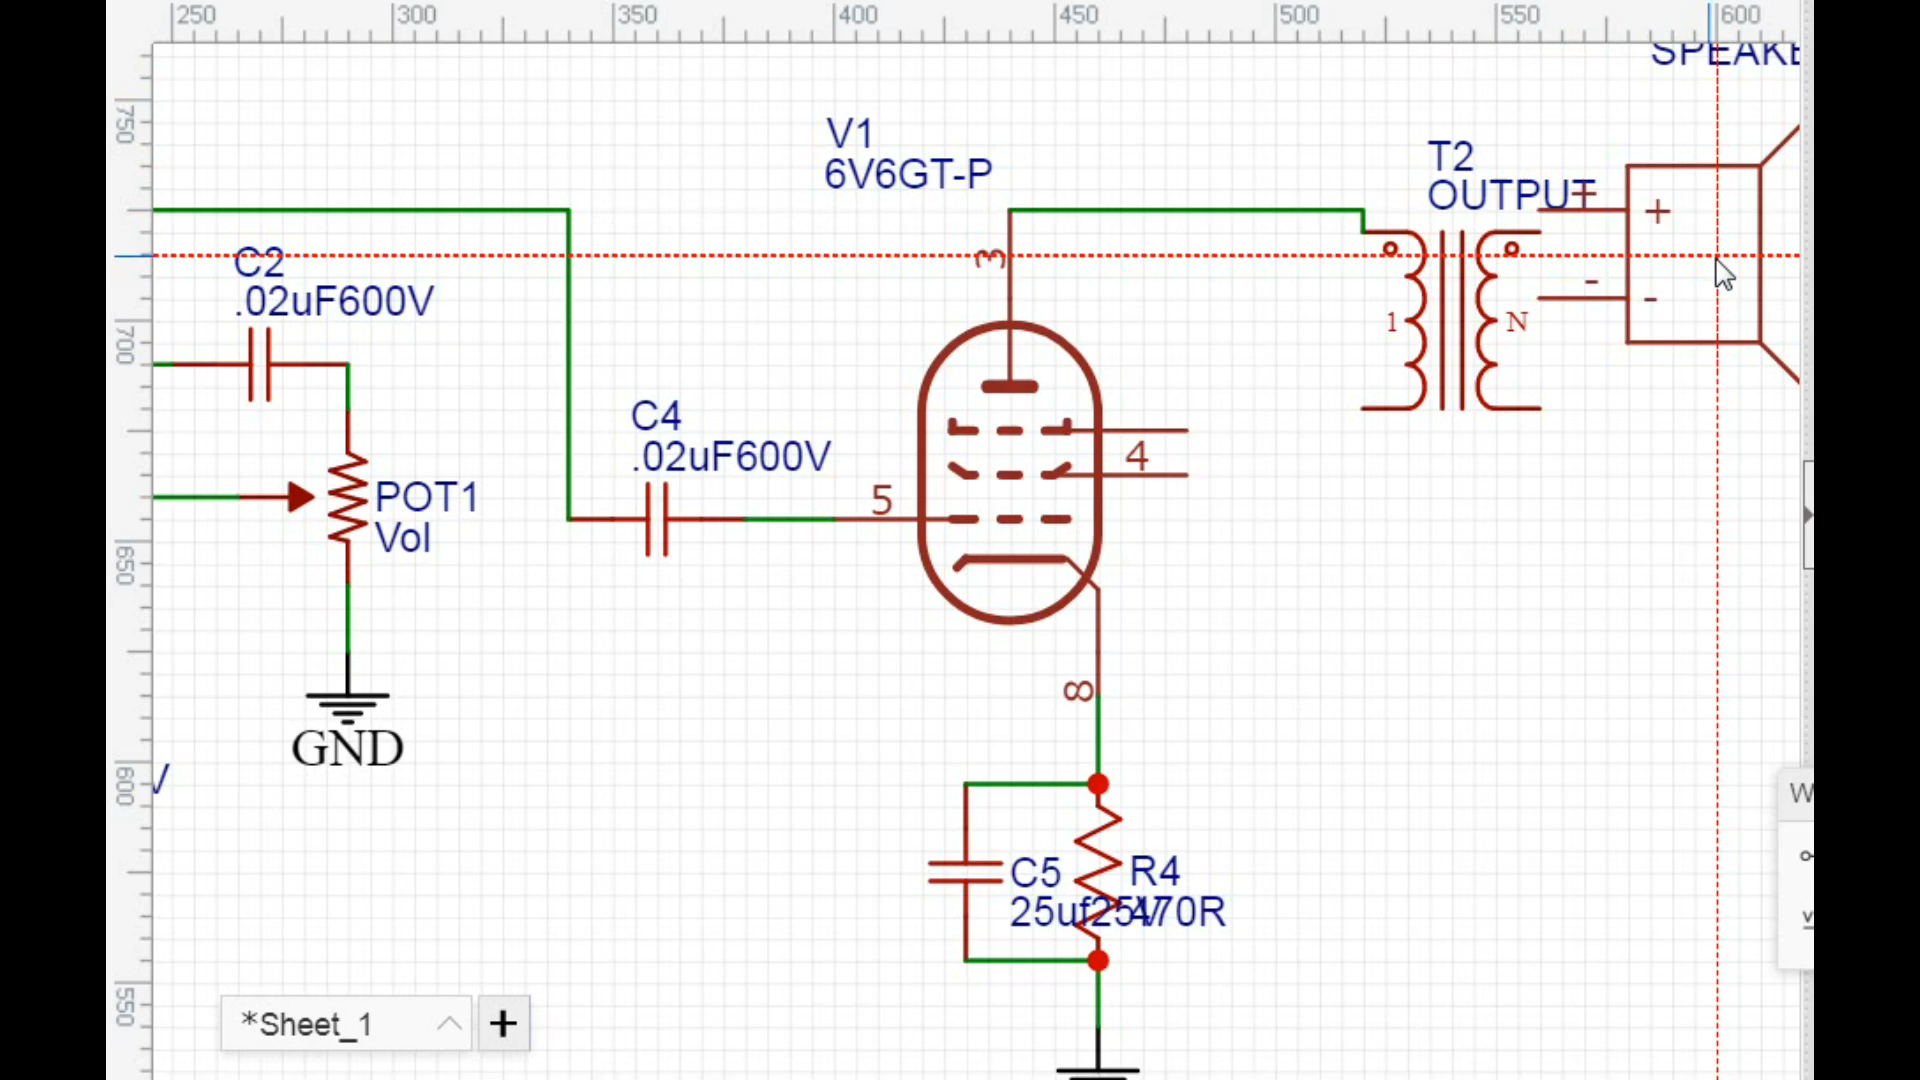 250 300 350 400 450 500 550 600
SPEAKE
750
700
650
600
550
V1
6V6GT-P
T2
OUTPUT
+
+
-
-
1
N
3
C2
.02uF600V
C4
.02uF600V
4
5
POT1
Vol
GND
V
8
C5
25uf25V
R4
470R
W
V
*Sheet_1
+